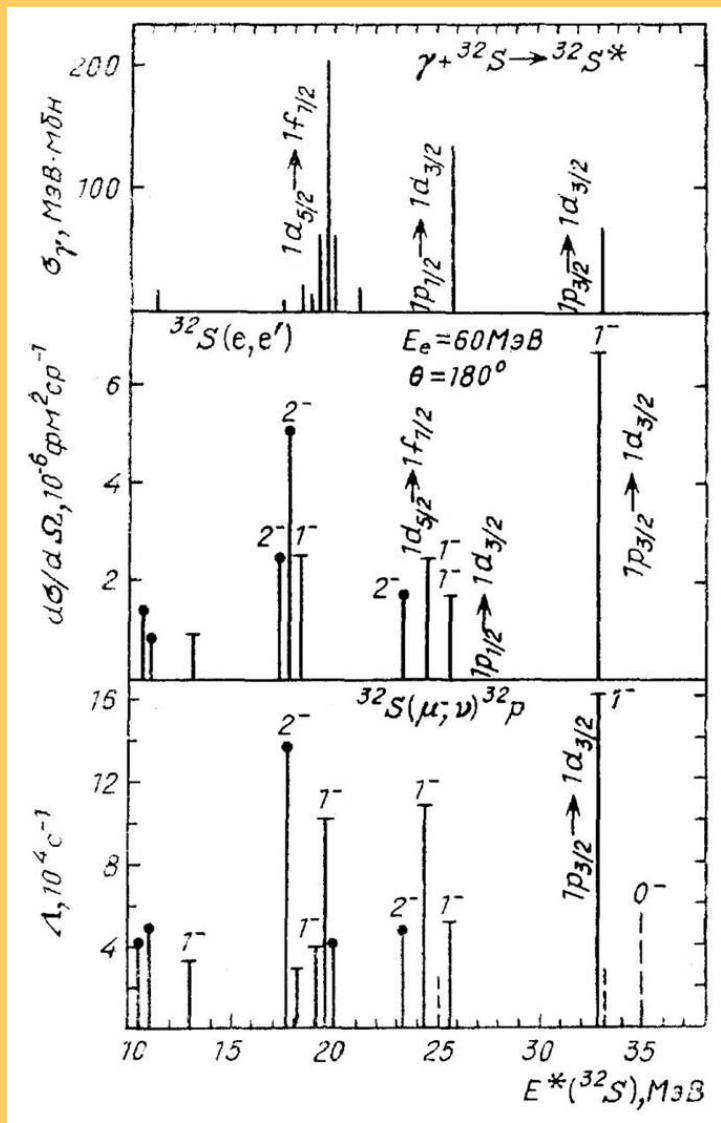 γ + ³²S → ³²S*
200
100
σᵧ, МэВ·мбн
1d₅/₂ → 1f₇/₂
1p₁/₂ → 1d₃/₂
1p₃/₂ → 1d₃/₂
³²S(e,e′)
E_e = 60 МэВ
θ = 180°
6
4
2
dσ/dΩ, 10⁻⁶ фм² ср⁻¹
2⁻
2⁻
1⁻
2⁻
1d₅/₂ → 1f₇/₂
1⁻
1⁻
1p₁/₂ → 1d₃/₂
1⁻
1p₃/₂ → 1d₃/₂
³²S(μ⁻,ν)³²p
16
12
8
4
Λ, 10⁴ c⁻¹
1⁻
2⁻
1⁻
1⁻
2⁻
1⁻
1⁻
1p₃/₂ → 1d₃/₂
1⁻
0⁻
10 15 20 25 30 35
E*(³²S), МэВ